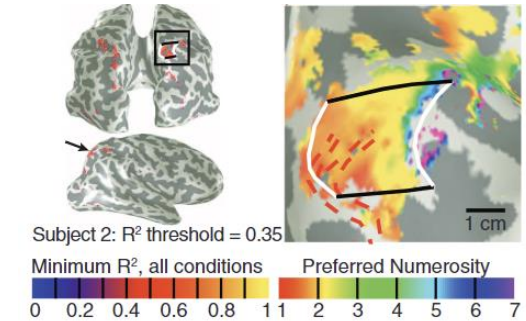 1 cm
Subject 2: R² threshold = 0.35
Minimum R², all conditions
Preferred Numerosity
0 0.2 0.4 0.6 0.8 1
1 2 3 4 5 6 7